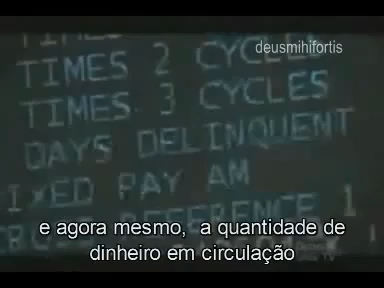 deusmihifortis
TIMES 2 CYCLES
TIMES 3 CYCLES
DAYS DELINQUENT
IXED PAY AM
e agora mesmo, a quantidade de
dinheiro em circulação